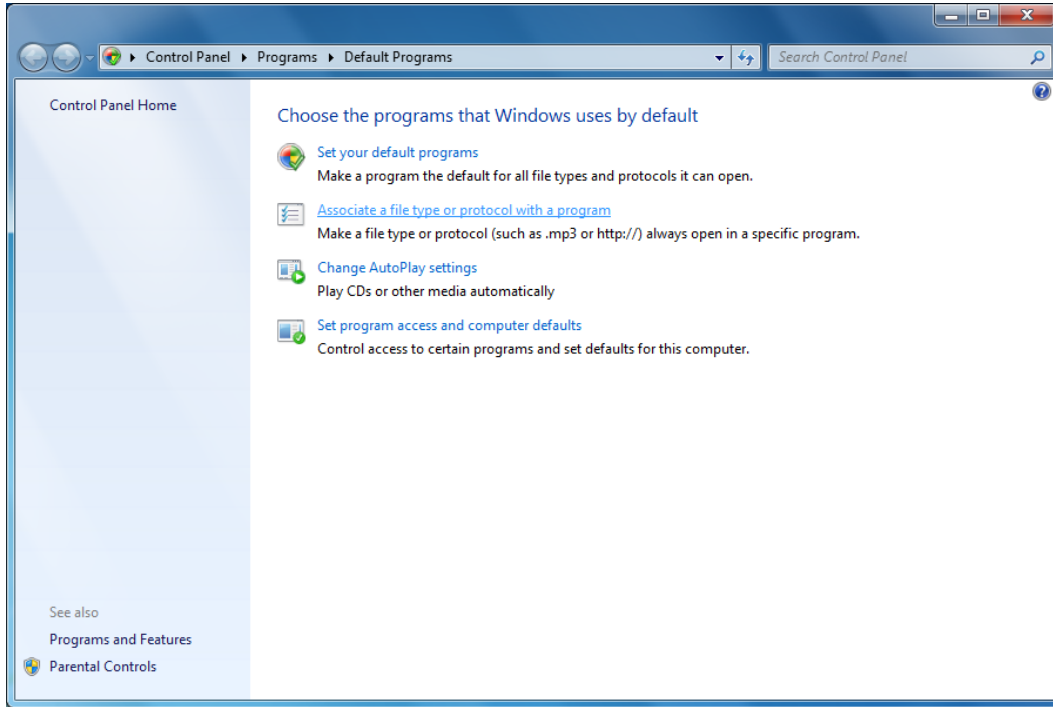 Control Panel Programs Default Programs
Search Control Panel
Control Panel Home
Choose the programs that Windows uses by default
Set your default programs
Make a program the default for all file types and protocols it can open.
Associate a file type or protocol with a program
Make a file type or protocol (such as .mp3 or http://) always open in a specific program.
Change AutoPlay settings
Play CDs or other media automatically
Set program access and computer defaults
Control access to certain programs and set defaults for this computer.
See also
Programs and Features
Parental Controls